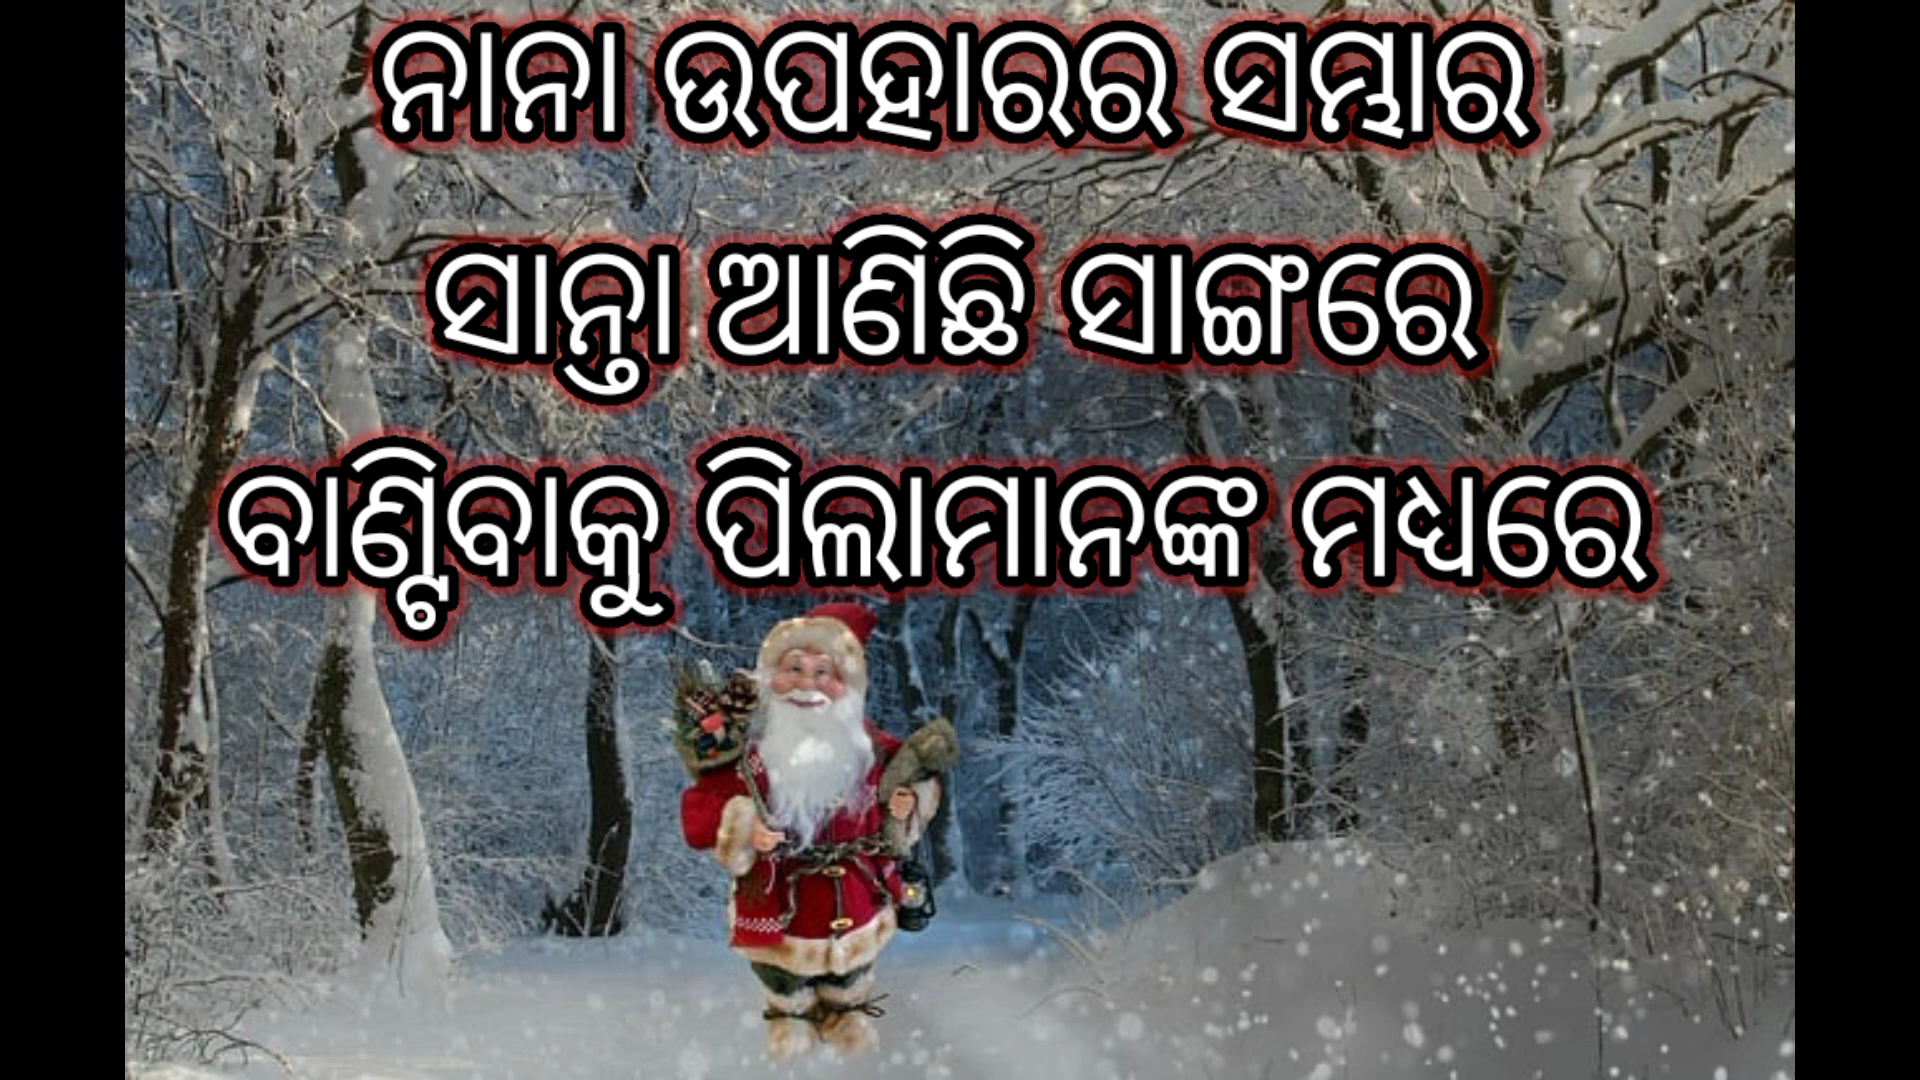 ନାନା ଉପହାରର ସମ୍ଭାର
ସାନ୍ତା ଆଣିଛି ସାଙ୍ଗରେ
ବାଣ୍ଟିବାକୁ ପିଲାମାନଙ୍କ ମଧ୍ୟରେ